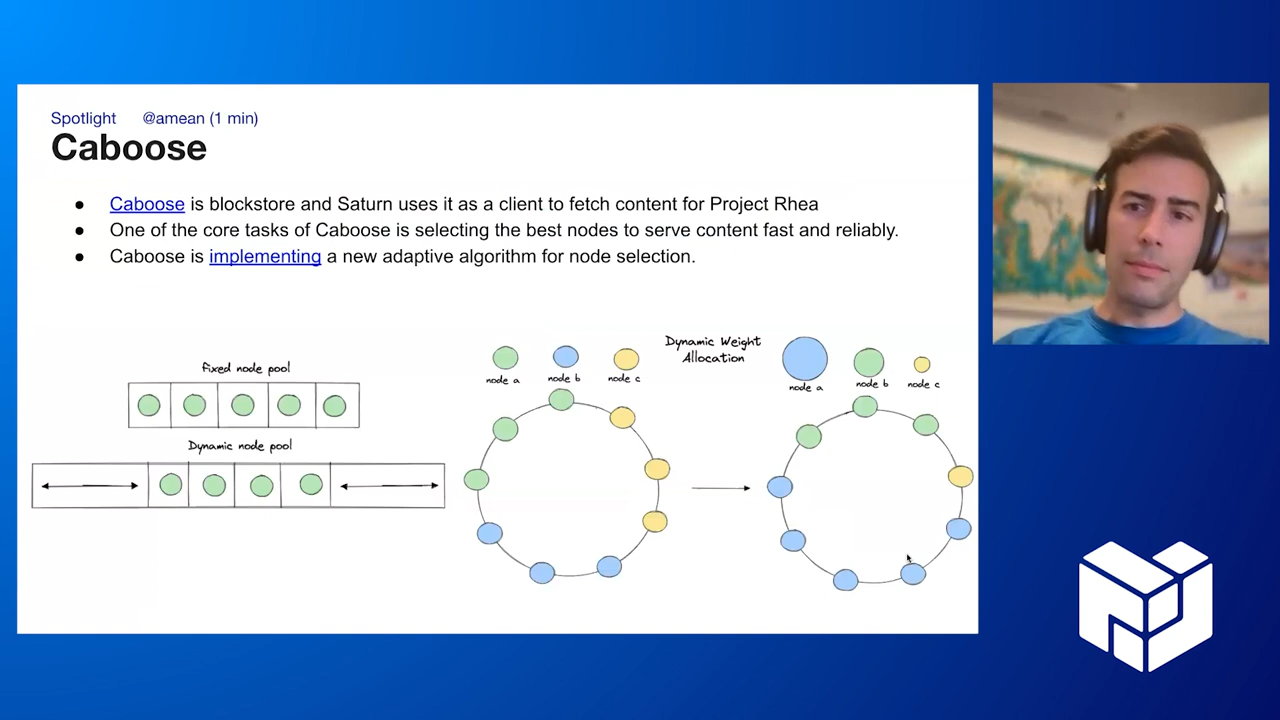 Spotlight @amean (1 min)
Caboose
● Caboose is blockstore and Saturn uses it as a client to fetch content for Project Rhea
● One of the core tasks of Caboose is selecting the best nodes to serve content fast and reliably.
● Caboose is implementing a new adaptive algorithm for node selection.
fixed node pool
Dynamic node pool
node a node b node c
Dynamic Weight
Allocation
node a node b node c